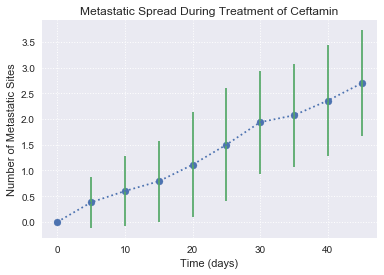 Metastatic Spread During Treatment of Ceftamin
Number of Metastatic Sites
3.5
3.0
2.5
2.0
1.5
1.0
0.5
0.0
0 10 20 30 40
Time (days)